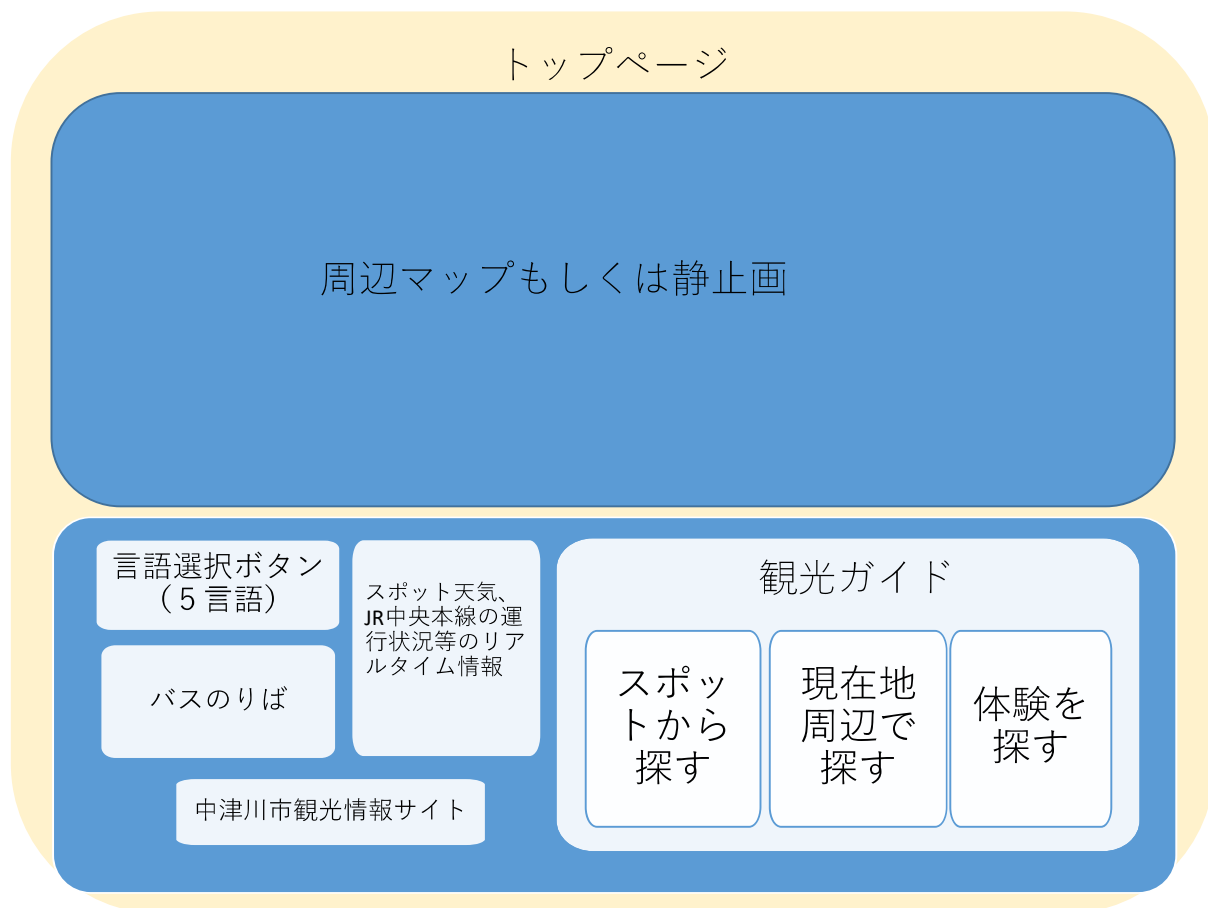 トップページ
周辺マップもしくは静止画
言語選択ボタン
（５言語）
スポット天気、
JR中央本線の運
行状況等のリア
ルタイム情報
バスのりば
中津川市観光情報サイト
観光ガイド
スポッ
トから
探す
現在地
周辺で
探す
体験を
探す